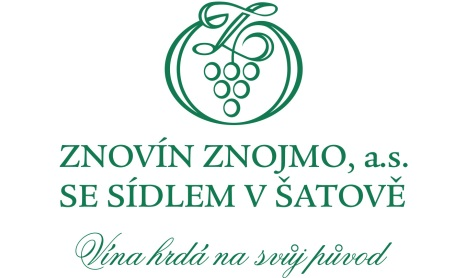 ZNOVÍN ZNOJMO, a.s.
SE SÍDLEM V ŠATOVĚ
Vína hrdá na svůj původ